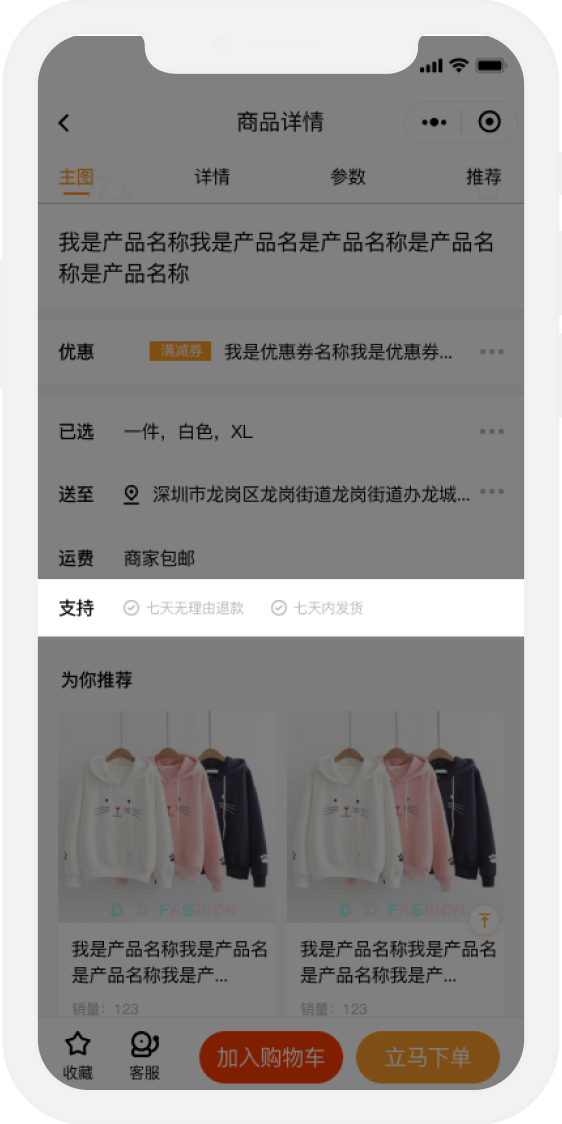 商品详情
主图 详情 参数 推荐
我是产品名称我是产品名是产品名称是产品名
称是产品名称
优惠 满减券 我是优惠券名称我是优惠券...
已选 一件，白色，XL
送至 深圳市龙岗区龙岗街道龙岗街道办龙城...
运费 商家包邮
支持 七天无理由退款 七天内发货
为你推荐
FASHION FASHION
我是产品名称我是产品名 我是产品名称我是产品名
是产品名称我是产... 是产品名称我是产...
销量：123 销量：123
收藏 客服 加入购物车 立马下单